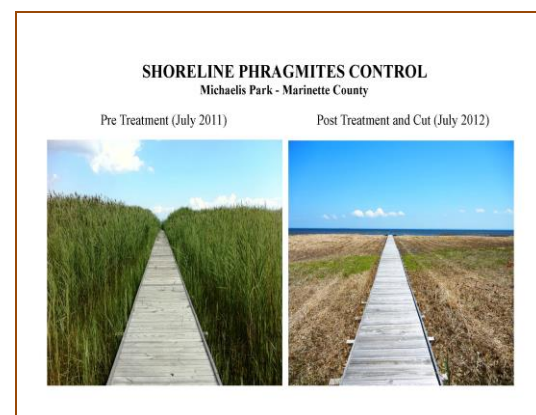 SHORELINE PHRAGMITES CONTROL
Michaelis Park - Marinette County
Pre Treatment (July 2011)
Post Treatment and Cut (July 2012)